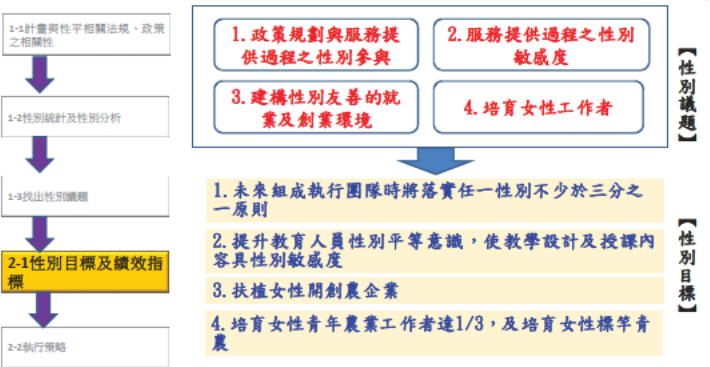 1-1計畫與性平相關法規、政策
之相關性
1-2性別統計及性別分析
1-3找出性別議題
2-1性別目標及績效指
標
2-2執行策略
1.政策規劃與服務提
供過程之性別參與
2.服務提供過程之性別
敏感度
3.建構性別友善的就
業及創業環境
4.培育女性工作者
【性別議題】
1.未來組成執行團隊時將落實任一性別不少於三分之
一原則
2.提升教育人員性別平等意識，使教學設計及授課內
容具性別敏感度
3.扶植女性開創農企業
4.培育女性青年農業工作者達1/3，及培育女性標竿青
農
【性別目標】